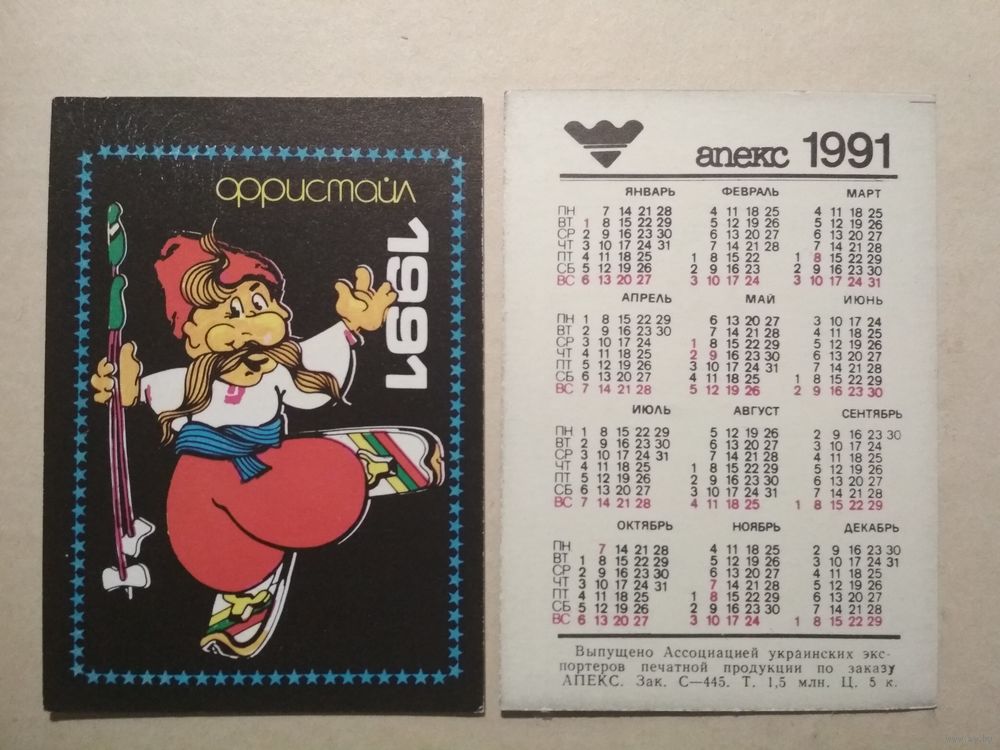 фристайл
1991
апекс 1991
ЯНВАРЬ ФЕВРАЛЬ МАРТ
ПН 7 14 21 28 4 11 18 25 4 11 18 25
ВТ 1 8 15 22 29 5 12 19 26 5 12 19 26
СР 2 9 16 23 30 6 13 20 27 6 13 20 27
ЧТ 3 10 17 24 31 7 14 21 28 7 14 21 28
ПТ 4 11 18 25 1 8 15 22 1 8 15 22 29
СБ 5 12 19 26 2 9 16 23 2 9 16 23 30
ВС 6 13 20 27 3 10 17 24 3 10 17 24 31
АПРЕЛЬ МАЙ ИЮНЬ
ПН 1 8 15 22 29 6 13 20 27 3 10 17 24
ВТ 2 9 16 23 30 7 14 21 28 4 11 18 25
СР 3 10 17 24 1 8 15 22 29 5 12 19 26
ЧТ 4 11 18 25 2 9 16 23 30 6 13 20 27
ПТ 5 12 19 26 3 10 17 24 31 7 14 21 28
СБ 6 13 20 27 4 11 18 25 1 8 15 22 29
ВС 7 14 21 28 5 12 19 26 2 9 16 23 30
ИЮЛЬ АВГУСТ СЕНТЯБРЬ
ПН 1 8 15 22 29 5 12 19 26 2 9 16 23 30
ВТ 2 9 16 23 30 6 13 20 27 3 10 17 24
СР 3 10 17 24 31 7 14 21 28 4 11 18 25
ЧТ 4 11 18 25 1 8 15 22 29 5 12 19 26
ПТ 5 12 19 26 2 9 16 23 30 6 13 20 27
СБ 6 13 20 27 3 10 17 24 31 7 14 21 28
ВС 7 14 21 28 4 11 18 25 1 8 15 22 29
ОКТЯБРЬ НОЯБРЬ ДЕКАБРЬ
ПН 7 14 21 28 4 11 18 25 2 9 16 23 30
ВТ 1 8 15 22 29 5 12 19 26 3 10 17 24 31
СР 2 9 16 23 30 6 13 20 27 4 11 18 25
ЧТ 3 10 17 24 31 7 14 21 28 5 12 19 26
ПТ 4 11 18 25 1 8 15 22 29 6 13 20 27
СБ 5 12 19 26 2 9 16 23 30 7 14 21 28
ВС 6 13 20 27 3 10 17 24 1 8 15 22 29
Выпущено Ассоциацией украинских экс-
портеров печатной продукции по заказу
АПЕКС. Зак. С—445. Т. 1,5 млн. Ц. 5 к.